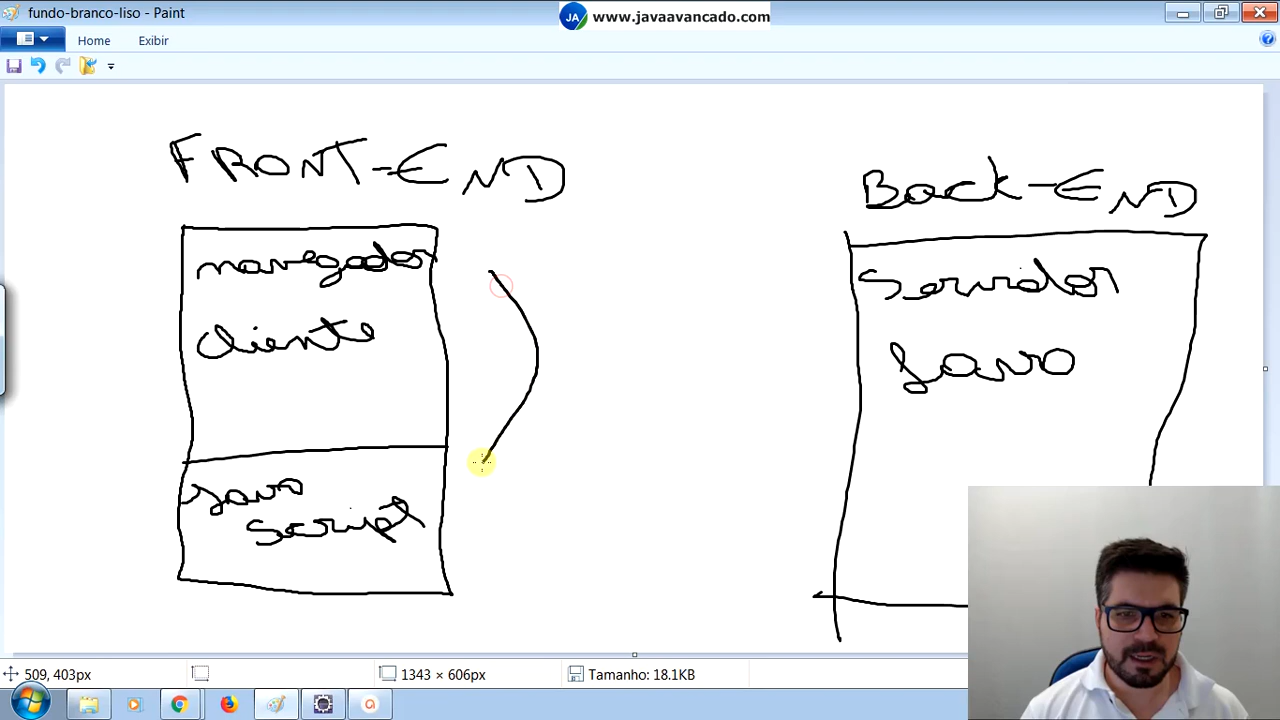 fundo-branco-liso - Paint
www.javaavancado.com
JA
Home
Exibir
FRONT-END
navegador
cliente
Java
Script
Back-END
Servidor
Java
509, 403px
1343 × 606px
Tamanho: 18.1KB